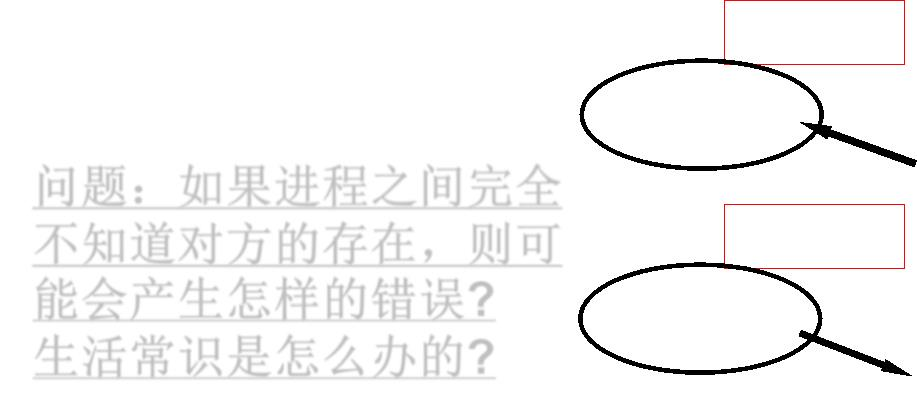 问题：如果进程之间完全
不知道对方的存在，则可
能会产生怎样的错误?
生活常识是怎么办的?